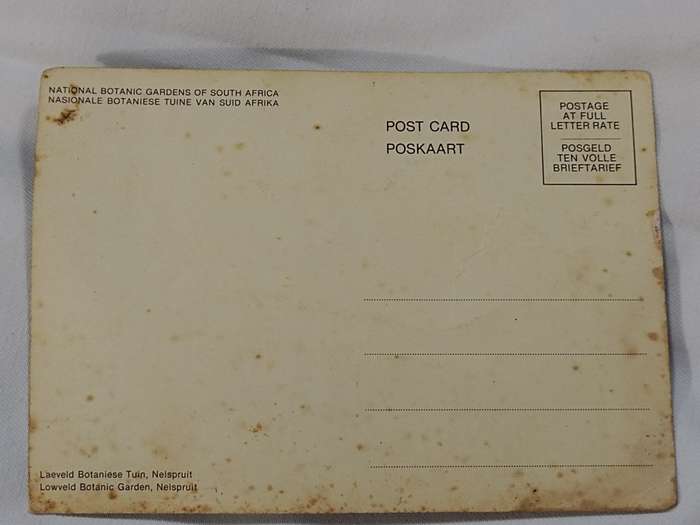 NATIONAL BOTANIC GARDENS OF SOUTH AFRICA
NASIONALE BOTANIESE TUINE VAN SUID AFRIKA
POST CARD
POSKAART
POSTAGE
AT FULL
LETTER RATE
POSGELD
TEN VOLLE
BRIEFTARIEF
Laeveld Botaniese Tuin, Nelspruit
Lowveld Botanic Garden, Nelspruit